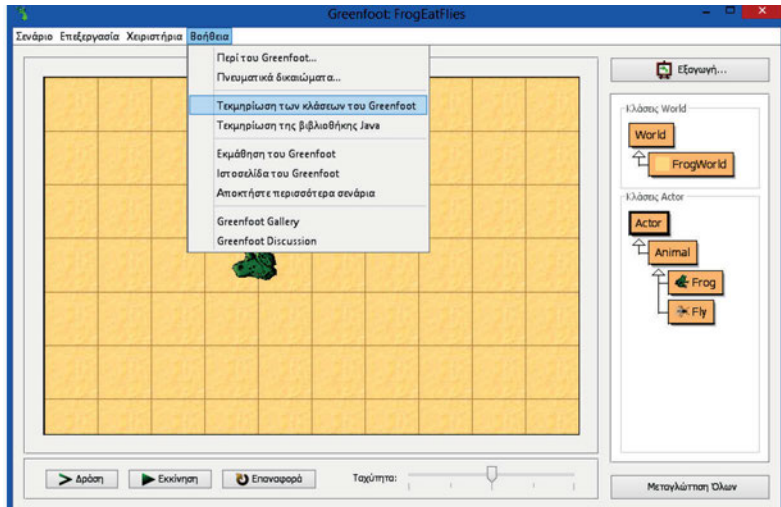 Greenfoot: FrogEatFlies
Σενάριο Επεξεργασία Χειριστήρια Βοήθεια
Περί του Greenfoot...
Πνευματικά δικαιώματα...
Τεκμηρίωση των κλάσεων του Greenfoot
Τεκμηρίωση της βιβλιοθήκης Java
Εκμάθηση του Greenfoot
Ιστοσελίδα του Greenfoot
Αποκτήστε περισσότερα σενάρια
Greenfoot Gallery
Greenfoot Discussion
Εξαγωγή...
Κλάσεις World
World
FrogWorld
Κλάσεις Actor
Actor
Animal
Frog
Fly
Δράση
Εκκίνηση
Επαναφορά
Ταχύτητα:
Μεταγλώττιση Όλων